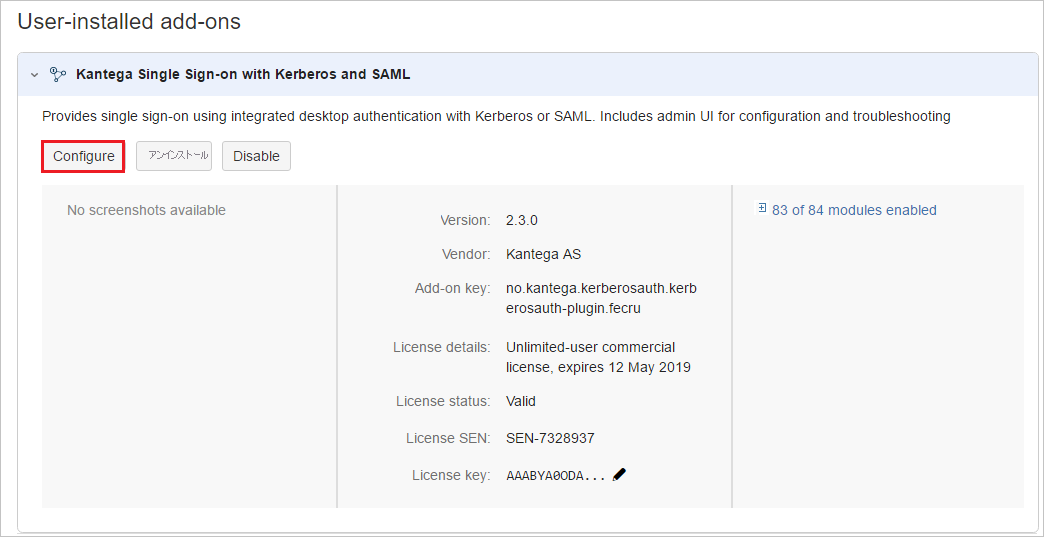 User-installed add-ons
Kantega Single Sign-on with Kerberos and SAML
Provides single sign-on using integrated desktop authentication with Kerberos or SAML. Includes admin UI for configuration and troubleshooting
Configure アンインストール Disable
No screenshots available
Version: 2.3.0
Vendor: Kantega AS
Add-on key: no.kantega.kerberosauth.kerb
erosauth-plugin.fecru
License details: Unlimited-user commercial
license, expires 12 May 2019
License status: Valid
License SEN: SEN-7328937
License key: AAABYA0ODA...
83 of 84 modules enabled